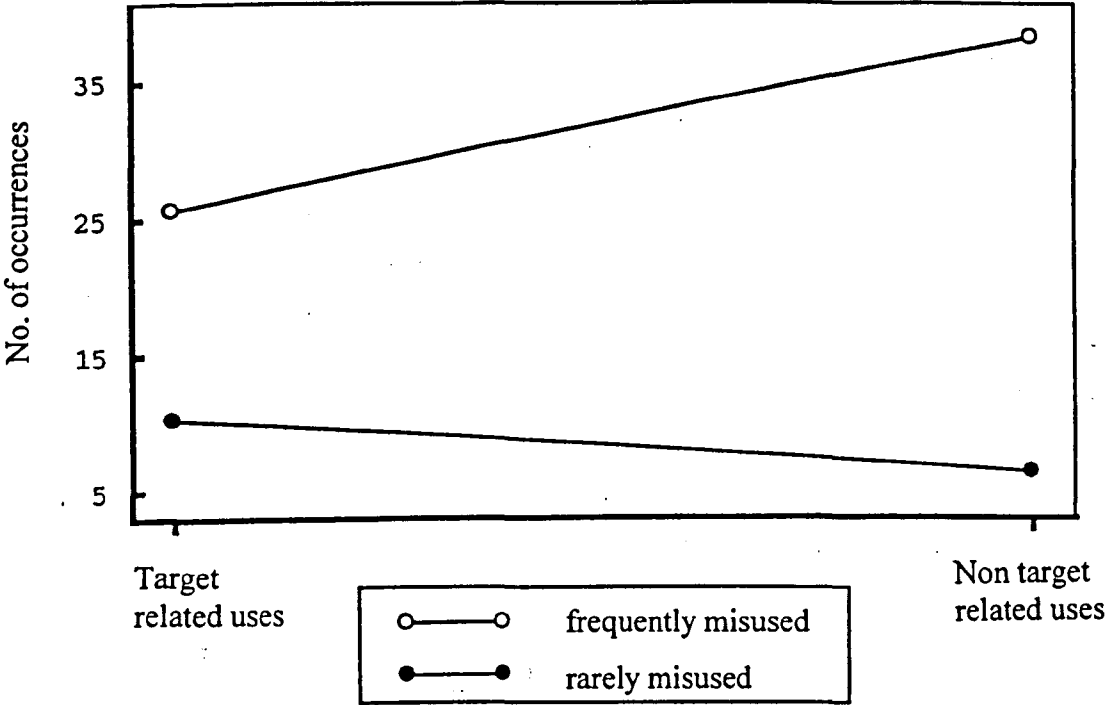 No. of occurrences
35
25
15
5
Target
related uses
Non target
related uses
frequently misused
rarely misused